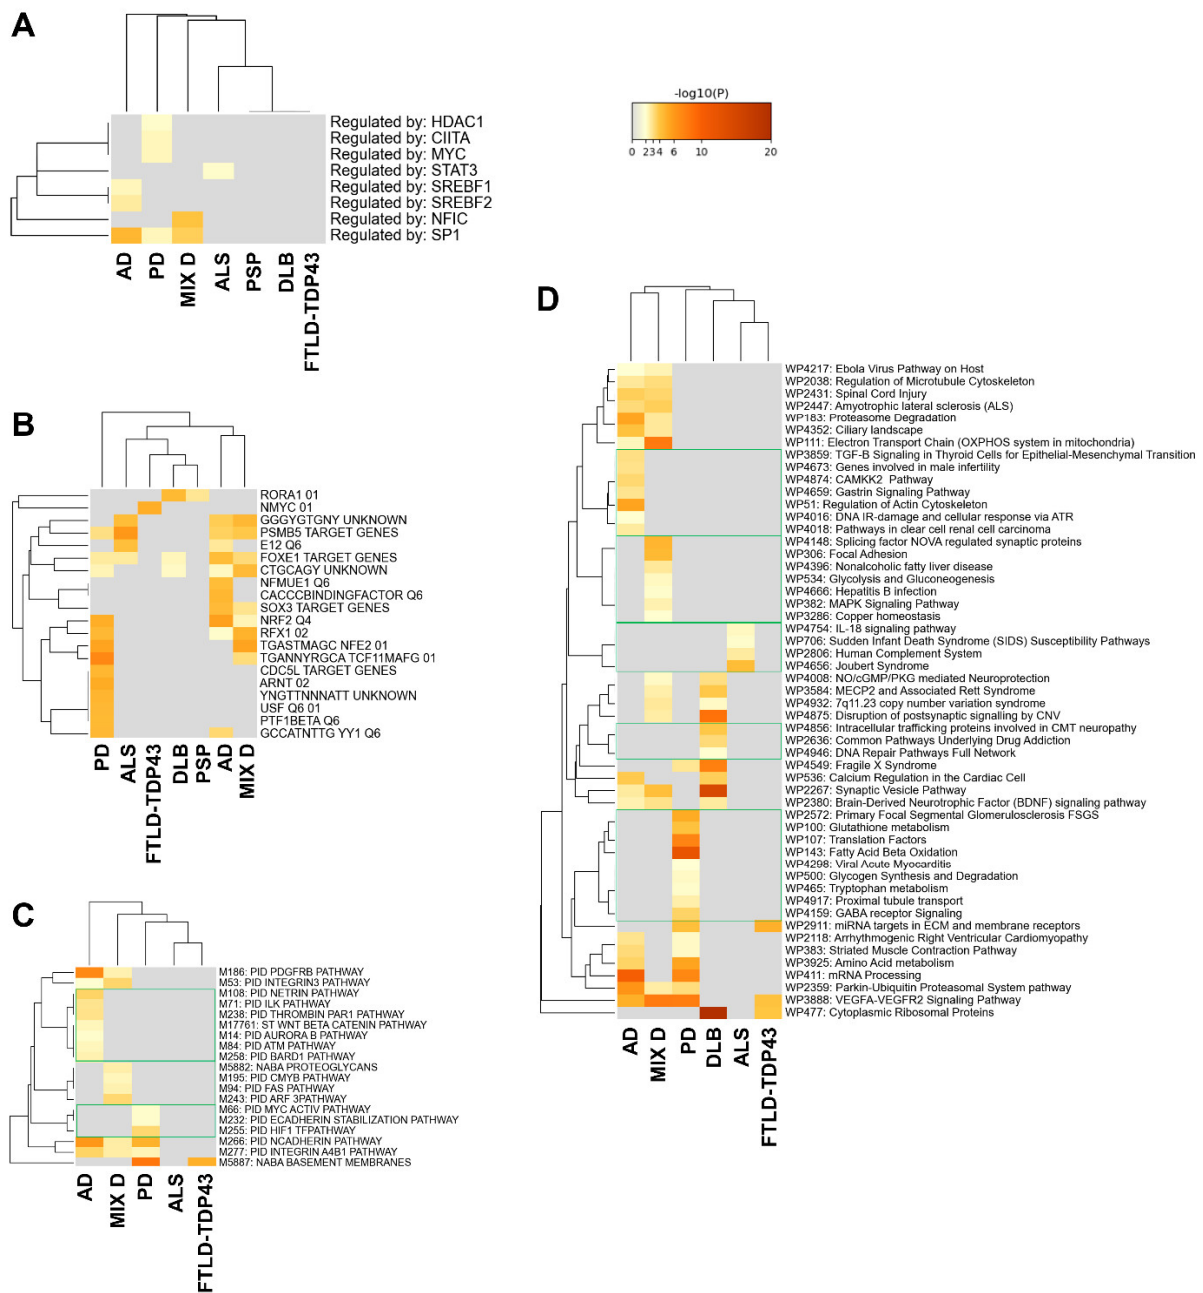 A
-log10(P)
0 2 3 4 6 10 20
Regulated by: HDAC1
Regulated by: CIITA
Regulated by: MYC
Regulated by: STAT3
Regulated by: SREBF1
Regulated by: SREBF2
Regulated by: NFIC
Regulated by: SP1
AD
PD
MIX D
ALS
PSP
DLB
FTLD-TDP43
B
RORA1 01
NMYC 01
GGGYGTGNY UNKNOWN
PSMB5 TARGET GENES
E12 Q6
FOXE1 TARGET GENES
CTGCAGY UNKNOWN
NFMUE1 Q6
CACCCBINDINGFACTOR Q6
SOX3 TARGET GENES
NRF2 Q4
RFX1 02
TGASTMAGC NFE2 01
TGANNYRGCA TCF11MAFG 01
CDC5L TARGET GENES
ARNT 02
YNGTTNNNATT UNKNOWN
USF Q6 01
PTF1BETA Q6
GCCATNTTG YY1 Q6
PD
ALS
FTLD-TDP43
DLB
PSP
AD
MIX D
C
M186: PID PDGFRB PATHWAY
M53: PID INTEGRIN3 PATHWAY
M108: PID NETRIN PATHWAY
M71: PID ILK PATHWAY
M238: PID THROMBIN PAR1 PATHWAY
M17761: ST WNT BETA CATENIN PATHWAY
M14: PID AURORA B PATHWAY
M84: PID ATM PATHWAY
M258: PID BARD1 PATHWAY
M5882: NABA PROTEOGLYCANS
M195: PID CMYB PATHWAY
M94: PID FAS PATHWAY
M243: PID ARF 3PATHWAY
M66: PID MYC ACTIV PATHWAY
M232: PID ECADHERIN STABILIZATION PATHWAY
M255: PID HIF1 TFPATHWAY
M266: PID NCADHERIN PATHWAY
M277: PID INTEGRIN A4B1 PATHWAY
M5887: NABA BASEMENT MEMBRANES
AD
MIX D
PD
ALS
FTLD-TDP43
D
WP4217: Ebola Virus Pathway on Host
WP2038: Regulation of Microtubule Cytoskeleton
WP2431: Spinal Cord Injury
WP2447: Amyotrophic lateral sclerosis (ALS)
WP183: Proteasome Degradation
WP4352: Ciliary landscape
WP111: Electron Transport Chain (OXPHOS system in mitochondria)
WP3859: TGF-B Signaling in Thyroid Cells for Epithelial-Mesenchymal Transition
WP4673: Genes involved in male infertility
WP4874: CAMKK2 Pathway
WP4659: Gastrin Signaling Pathway
WP51: Regulation of Actin Cytoskeleton
WP4016: DNA IR-damage and cellular response via ATR
WP4018: Pathways in clear cell renal cell carcinoma
WP4148: Splicing factor NOVA regulated synaptic proteins
WP306: Focal Adhesion
WP4396: Nonalcoholic fatty liver disease
WP534: Glycolysis and Gluconeogenesis
WP4666: Hepatitis B infection
WP382: MAPK Signaling Pathway
WP3286: Copper homeostasis
WP4754: IL-18 signaling pathway
WP706: Sudden Infant Death Syndrome (SIDS) Susceptibility Pathways
WP2806: Human Complement System
WP4656: Joubert Syndrome
WP4008: NO/cGMP/PKG mediated Neuroprotection
WP3584: MECP2 and Associated Rett Syndrome
WP4932: 7q11.23 copy number variation syndrome
WP4875: Disruption of postsynaptic signalling by CNV
WP4856: Intracellular trafficking proteins involved in CMT neuropathy
WP2636: Common Pathways Underlying Drug Addiction
WP4946: DNA Repair Pathways Full Network
WP4549: Fragile X Syndrome
WP536: Calcium Regulation in the Cardiac Cell
WP2267: Synaptic Vesicle Pathway
WP2380: Brain-Derived Neurotrophic Factor (BDNF) signaling pathway
WP2572: Primary Focal Segmental Glomerulosclerosis FSGS
WP100: Glutathione metabolism
WP107: Translation Factors
WP143: Fatty Acid Beta Oxidation
WP4298: Viral Acute Myocarditis
WP500: Glycogen Synthesis and Degradation
WP465: Tryptophan metabolism
WP4917: Proximal tubule transport
WP4159: GABA receptor Signaling
WP2911: miRNA targets in ECM and membrane receptors
WP2118: Arrhythmogenic Right Ventricular Cardiomyopathy
WP383: Striated Muscle Contraction Pathway
WP3925: Amino Acid metabolism
WP411: mRNA Processing
WP2359: Parkin-Ubiquitin Proteasomal System pathway
WP3888: VEGFA-VEGFR2 Signaling Pathway
WP477: Cytoplasmic Ribosomal Proteins
AD
MIX D
PD
DLB
ALS
FTLD-TDP43